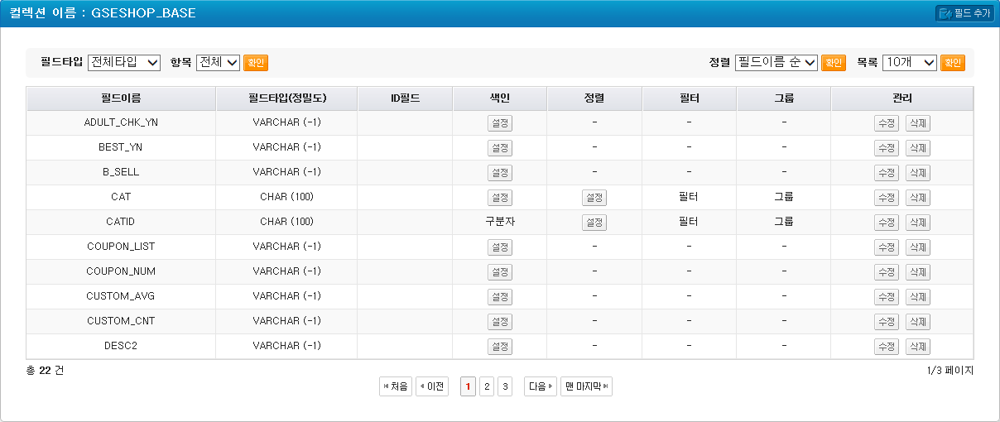 컬렉션 이름 : GSESHOP_BASE 필드 추가
필드타입 전체타입 항목 전체 확인 정렬 필드이름 순 확인 목록 10개 확인
필드이름 필드타입(정밀도) ID필드 색인 정렬 필터 그룹 관리
ADULT_CHK_YN VARCHAR (-1) 설정 - - - 수정 삭제
BEST_YN VARCHAR (-1) 설정 - - - 수정 삭제
B_SELL VARCHAR (-1) 설정 - - - 수정 삭제
CAT CHAR (100) 설정 설정 필터 그룹 수정 삭제
CATID CHAR (100) 구분자 설정 필터 그룹 수정 삭제
COUPON_LIST VARCHAR (-1) 설정 - - - 수정 삭제
COUPON_NUM VARCHAR (-1) 설정 - - - 수정 삭제
CUSTOM_AVG VARCHAR (-1) 설정 - - - 수정 삭제
CUSTOM_CNT VARCHAR (-1) 설정 - - - 수정 삭제
DESC2 VARCHAR (-1) 설정 - - - 수정 삭제
총 22 건 1/3 페이지
처음 이전 1 2 3 다음 맨 마지막